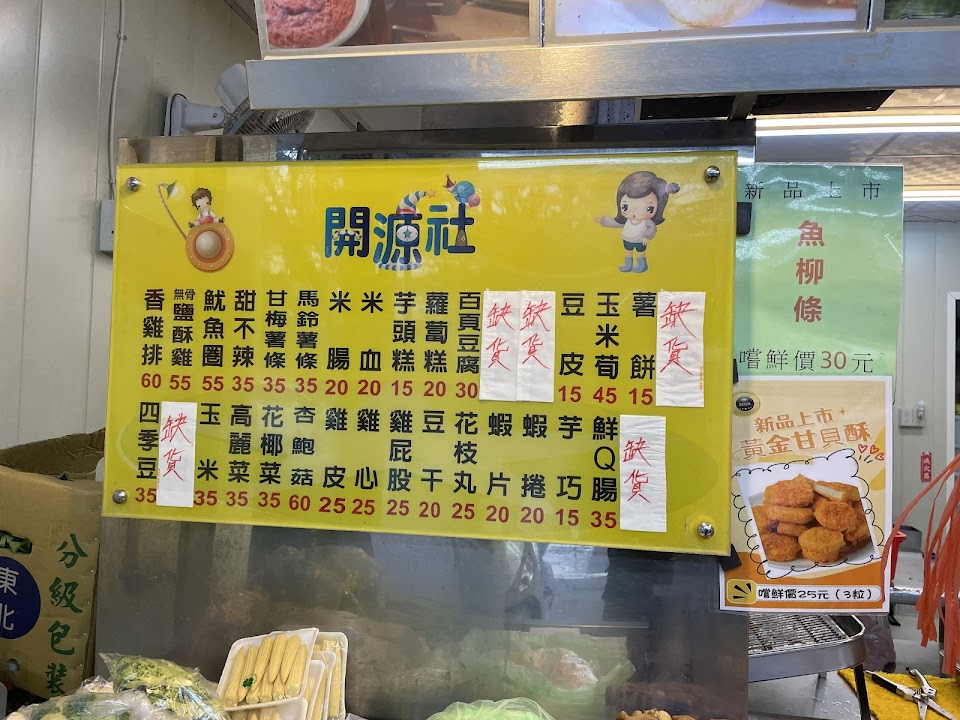 開源社
香雞排 60
無骨鹽酥雞 55
魷魚圈 55
甜不辣 35
甘梅薯條 35
馬鈴薯條 35
米腸 20
米血 20
芋頭糕 15
蘿蔔糕 20
百頁豆腐 30
缺貨
缺貨
豆皮 15
玉米荀 45
薯餅 15
缺貨
四季豆 35
缺貨
玉米 35
高麗菜 35
花椰菜 35
杏鮑菇 60
雞皮 25
雞心 25
雞屁股 25
豆干 20
花枝丸 25
蝦片 20
蝦捲 20
芋巧 15
鮮Q腸 35
缺貨
新品上市
魚柳條
嚐鮮價30元
新品上市
黃金甘貝酥
嚐鮮價25元(3粒)
東北
分級包裝